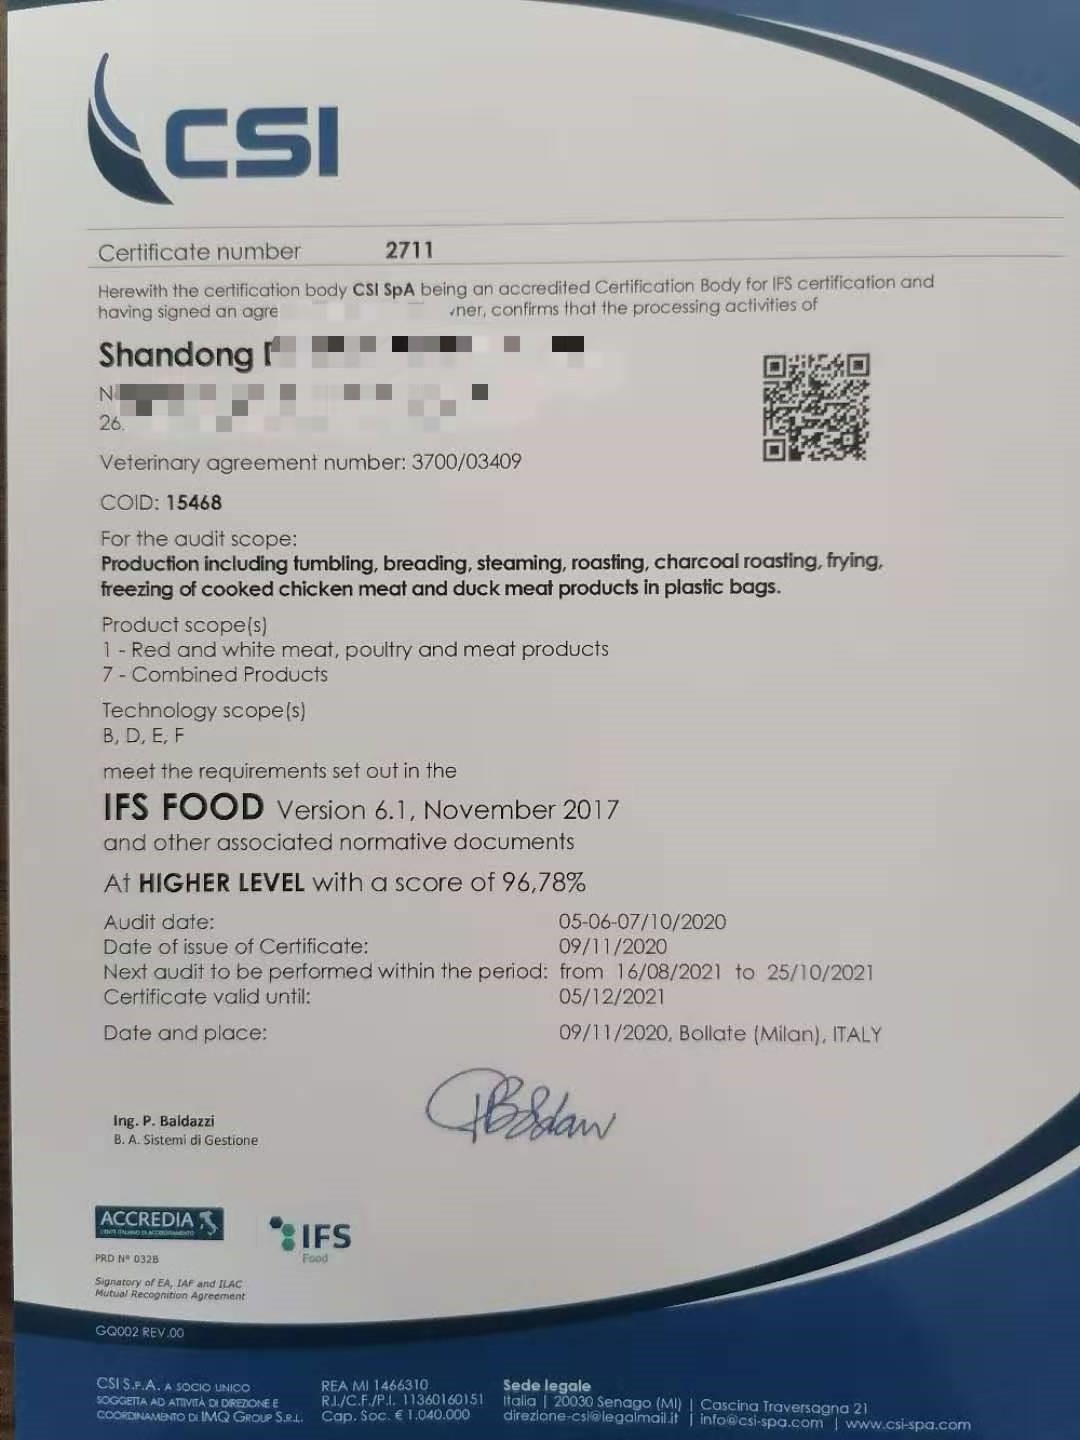 CSI
Certificate number 2711
Herewith the certification body CSI SpA being an accredited Certification Body for IFS certification and
having signed an agre ner, confirms that the processing activities of
Shandong
26.
Veterinary agreement number: 3700/03409
COID: 15468
For the audit scope:
Production including tumbling, breading, steaming, roasting, charcoal roasting, frying,
freezing of cooked chicken meat and duck meat products in plastic bags.
Product scope(s)
1 - Red and white meat, poultry and meat products
7 - Combined Products
Technology scope(s)
B, D, E, F
meet the requirements set out in the
IFS FOOD Version 6.1, November 2017
and other associated normative documents
At HIGHER LEVEL with a score of 96,78%
Audit date: 05-06-07/10/2020
Date of issue of Certificate: 09/11/2020
Next audit to be performed within the period: from 16/08/2021 to 25/10/2021
Certificate valid until: 05/12/2021
Date and place: 09/11/2020, Bollate (Milan), ITALY
Ing. P. Baldazzi
B. A. Sistemi di Gestione
ACCREDIA
L'ENTE ITALIANO DI ACCREDITAMENTO
IFS
Food
PRD N° 032B
Signatory of EA, IAF and ILAC
Mutual Recognition Agreement
GQ002 REV.00
CSI S.P.A. A SOCIO UNICO
SOGGETTA AD ATTIVITÀ DI DIREZIONE E
COORDINAMENTO DI IMQ GROUP S.R.L.
REA MI 1466310
R.I./C.F./P.I. 11360160151
Cap. Soc. € 1.040.000
Sede legale
Italia | 20030 Senago (MI) | Cascina Traversagna 21
direzione-csi@legalmail.it | info@csi-spa.com | www.csi-spa.com